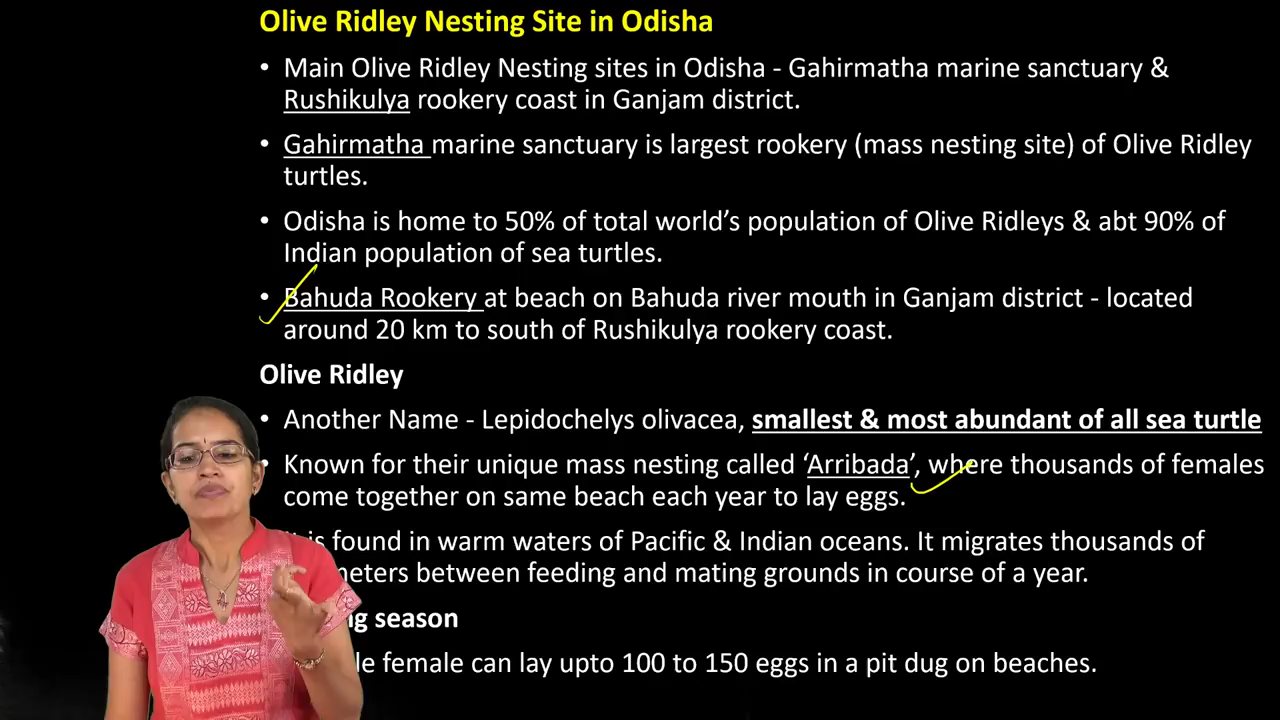 Olive Ridley Nesting Site in Odisha
• Main Olive Ridley Nesting sites in Odisha - Gahirmatha marine sanctuary &
Rushikulya rookery coast in Ganjam district.
• Gahirmatha marine sanctuary is largest rookery (mass nesting site) of Olive Ridley
turtles.
• Odisha is home to 50% of total world's population of Olive Ridleys & abt 90% of
Indian population of sea turtles.
• Bahuda Rookery at beach on Bahuda river mouth in Ganjam district - located
around 20 km to south of Rushikulya rookery coast.
Olive Ridley
• Another Name - Lepidochelys olivacea, smallest & most abundant of all sea turtle
• Known for their unique mass nesting called ‘Arribada’, where thousands of females
come together on same beach each year to lay eggs.
is found in warm waters of Pacific & Indian oceans. It migrates thousands of
between feeding and mating grounds in course of a year.
season
female can lay upto 100 to 150 eggs in a pit dug on beaches.